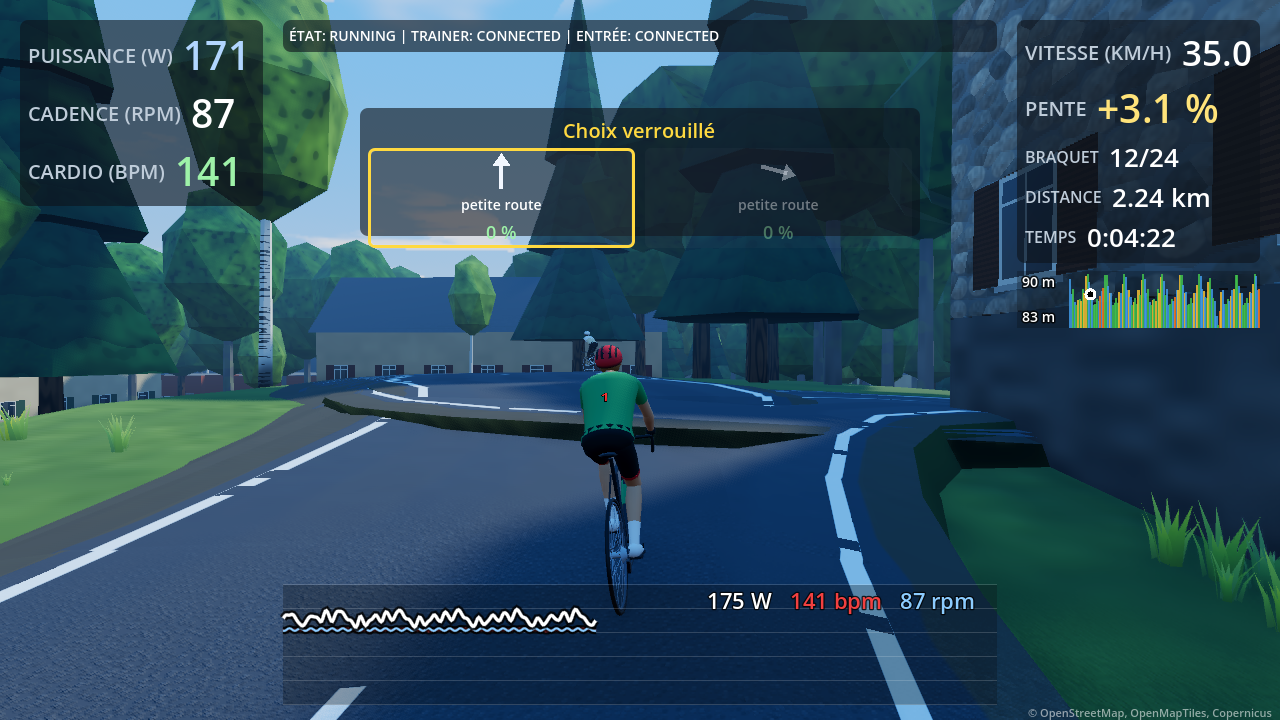 PUISSANCE (W) 171
CADENCE (RPM) 87
CARDIO (BPM) 141
ÉTAT: RUNNING | TRAINER: CONNECTED | ENTRÉE: CONNECTED
Choix verrouillé
petite route
0 %
petite route
0 %
VITESSE (KM/H) 35.0
PENTE +3.1 %
BRAQUET 12/24
DISTANCE 2.24 km
TEMPS 0:04:22
90 m
83 m
1
175 W 141 bpm 87 rpm
© OpenStreetMap, OpenMapTiles, Copernicus